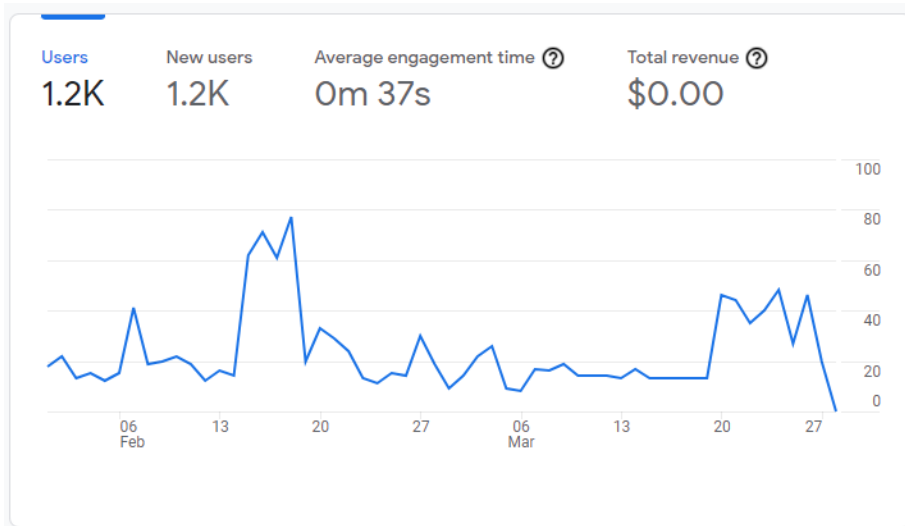 Users New users Average engagement time ? Total revenue ?
1.2K 1.2K 0m 37s $0.00
100
80
60
40
20
0
06 13 20 27 06 13 20 27
Feb Mar